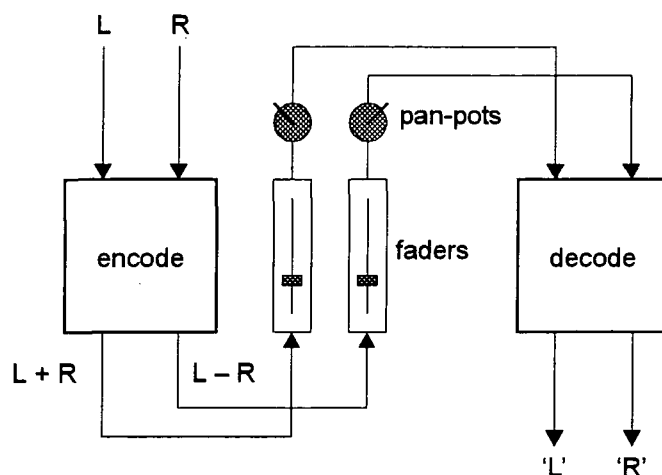 L R
pan-pots
encode
faders
decode
L + R
L – R
‘L’ ‘R’